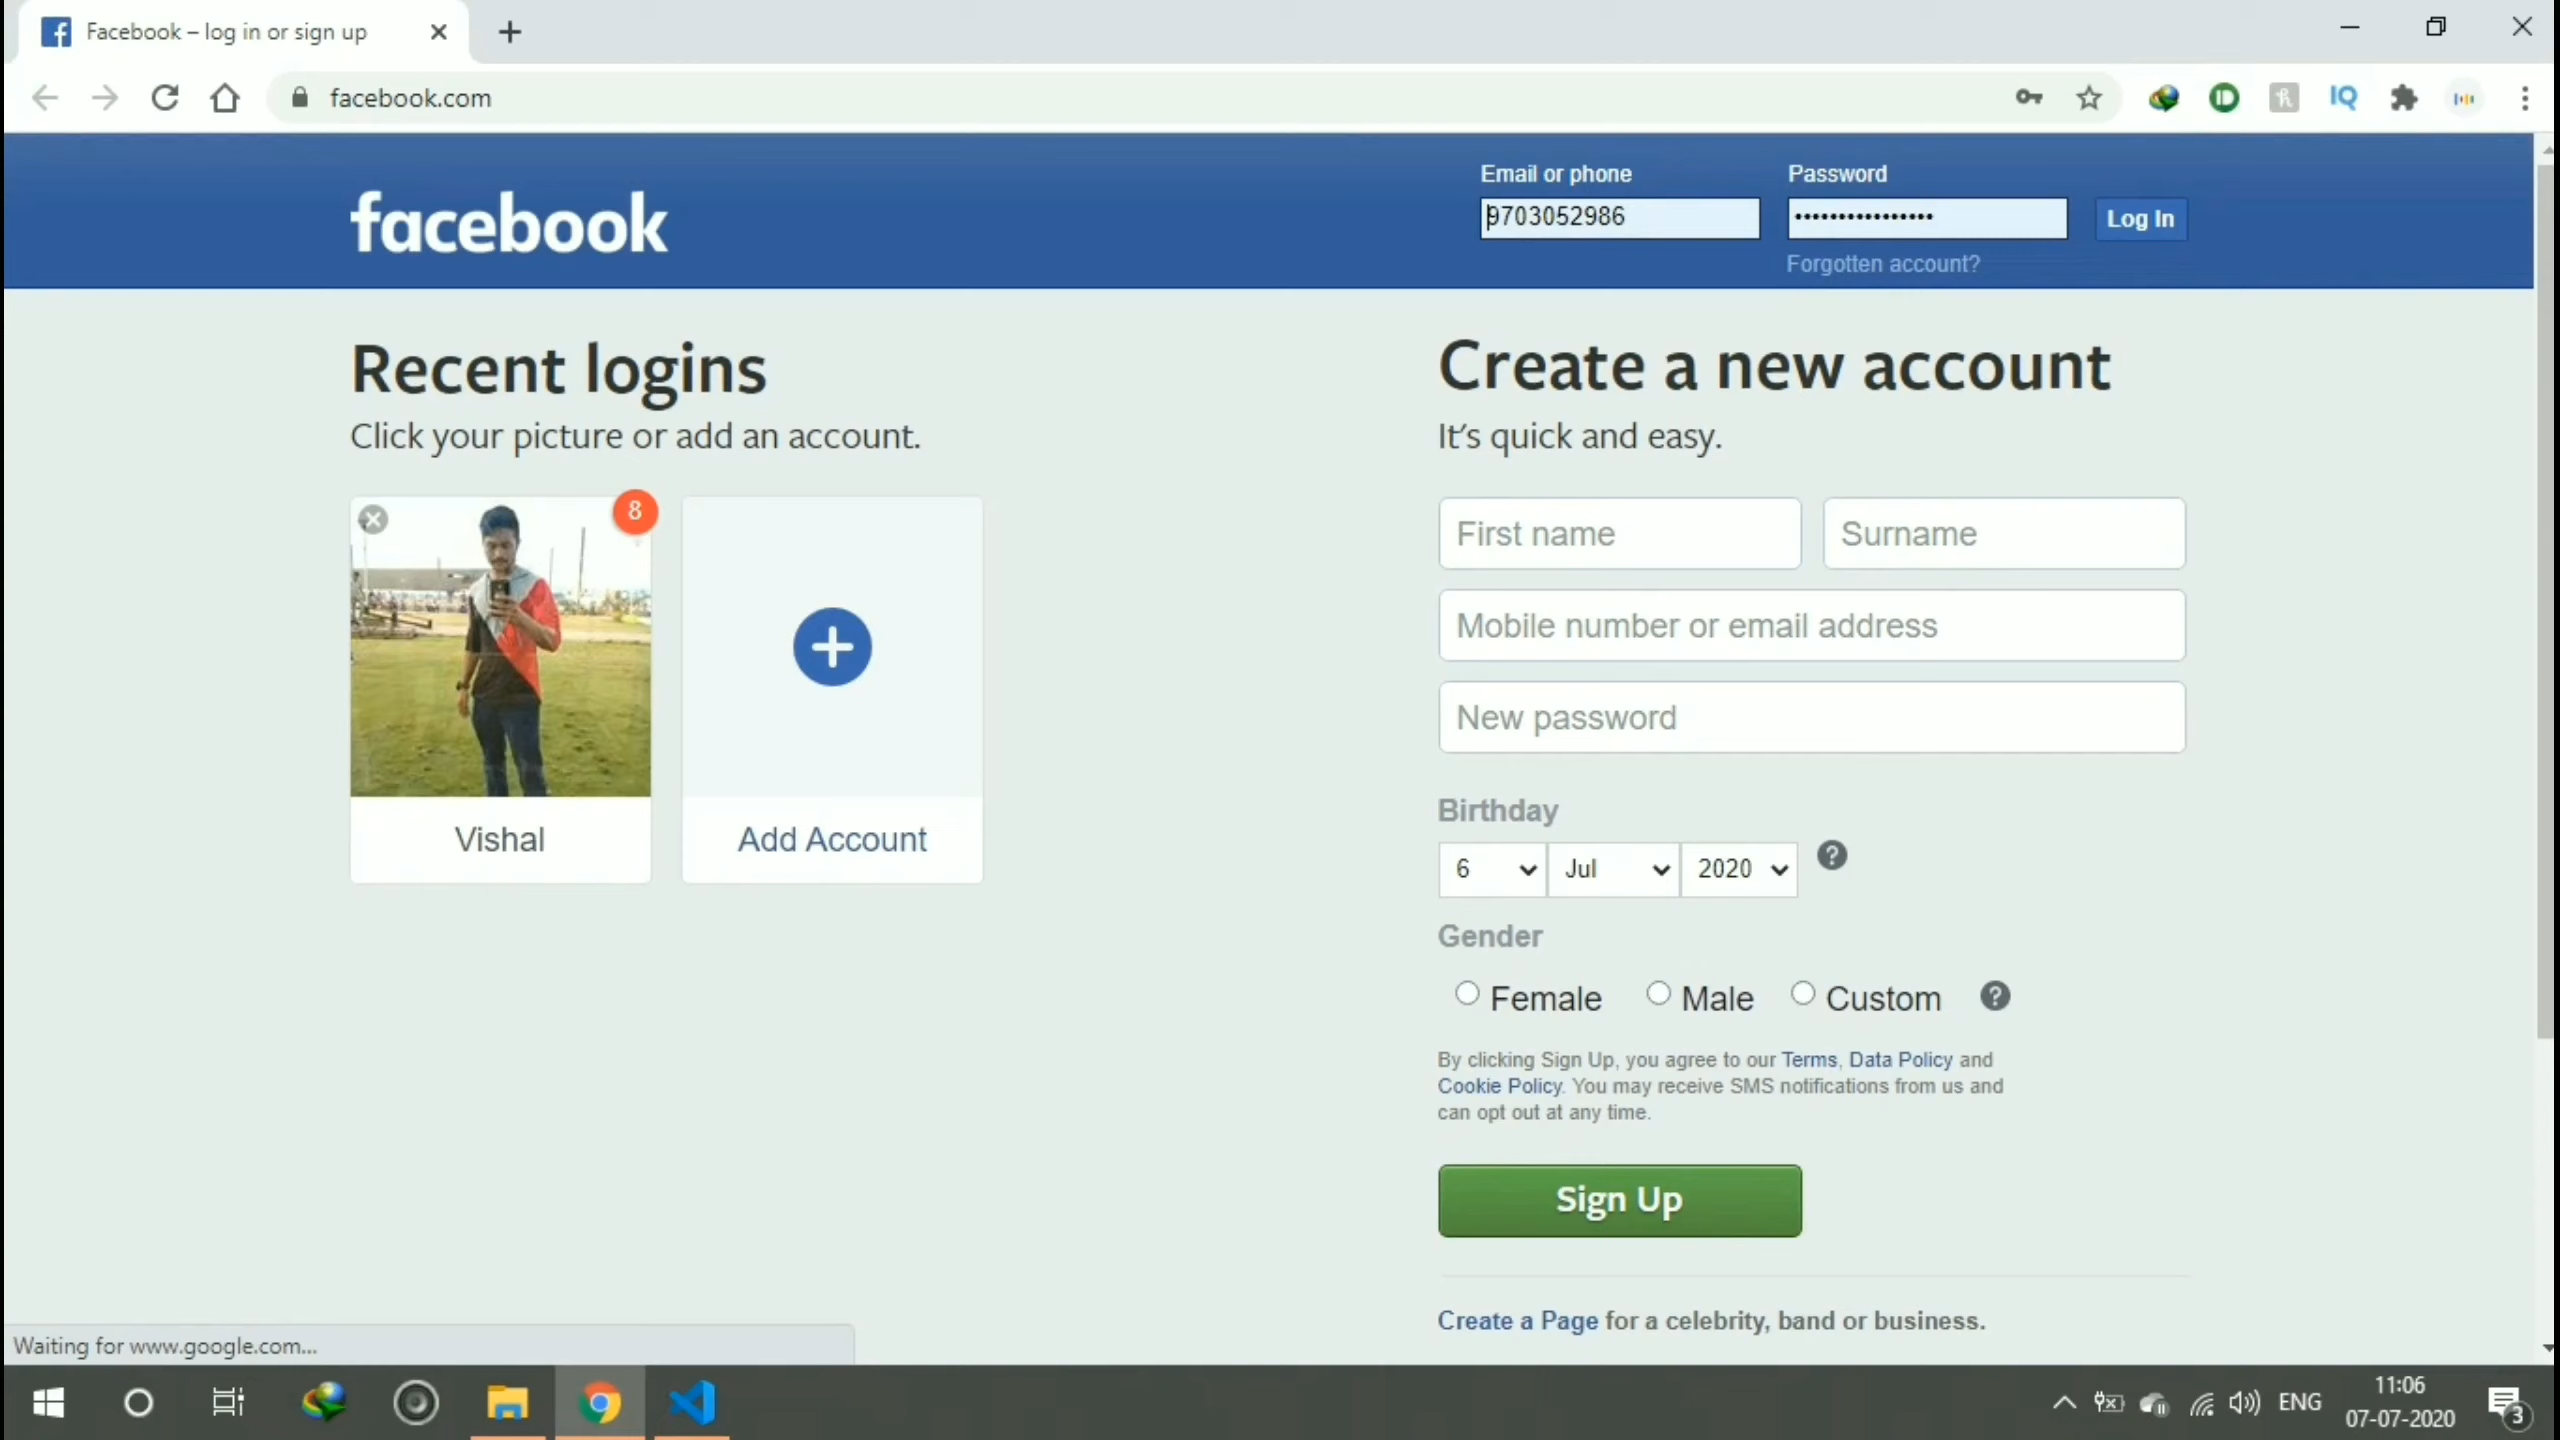 Facebook – log in or sign up
facebook.com
IQ
facebook
Email or phone
Password
9703052986
••••••••••••••••
Log In
Forgotten account?
Recent logins
Click your picture or add an account.
8
Vishal
Add Account
Create a new account
It's quick and easy.
First name
Surname
Mobile number or email address
New password
Birthday
6
Jul
2020
?
Gender
Female
Male
Custom
?
By clicking Sign Up, you agree to our Terms, Data Policy and
Cookie Policy. You may receive SMS notifications from us and
can opt out at any time.
Sign Up
Create a Page for a celebrity, band or business.
Waiting for www.google.com...
ENG
11:06
07-07-2020
3